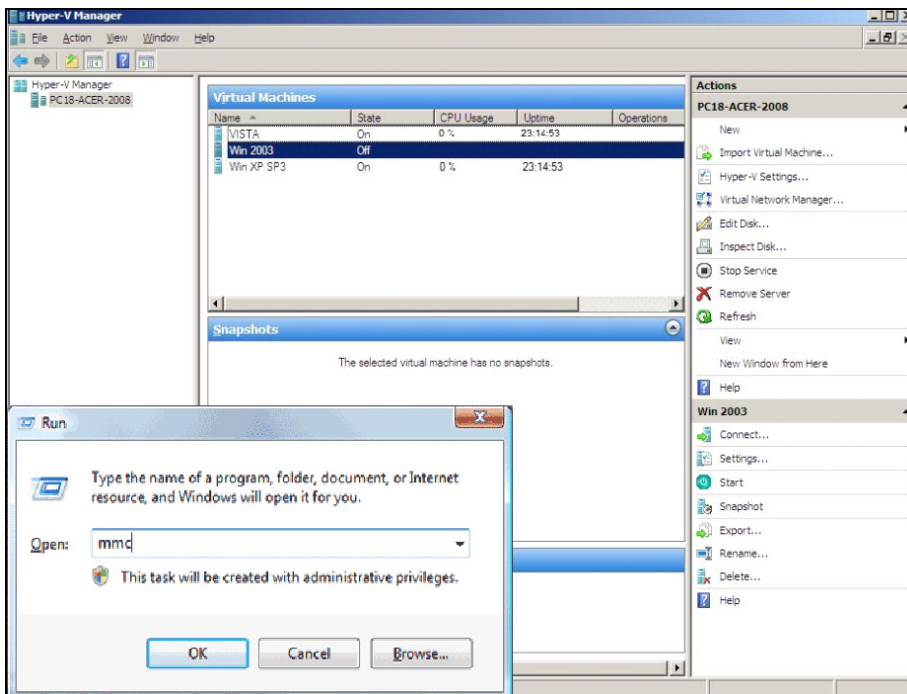 Hyper-V Manager
File Action View Window Help
Hyper-V Manager
PC18-ACER-2008
Virtual Machines
Name State CPU Usage Uptime Operations
VISTA On 0 % 23:14:53
Win 2003 Off
Win XP SP3 On 0 % 23:14:53
Snapshots
The selected virtual machine has no snapshots.
Actions
PC18-ACER-2008
New
Import Virtual Machine...
Hyper-V Settings...
Virtual Network Manager...
Edit Disk...
Inspect Disk...
Stop Service
Remove Server
Refresh
View
New Window from Here
Help
Win 2003
Connect...
Settings...
Start
Snapshot
Export...
Rename...
Delete...
Help
Run
Type the name of a program, folder, document, or Internet
resource, and Windows will open it for you.
Open: mmc
This task will be created with administrative privileges.
OK Cancel Browse...